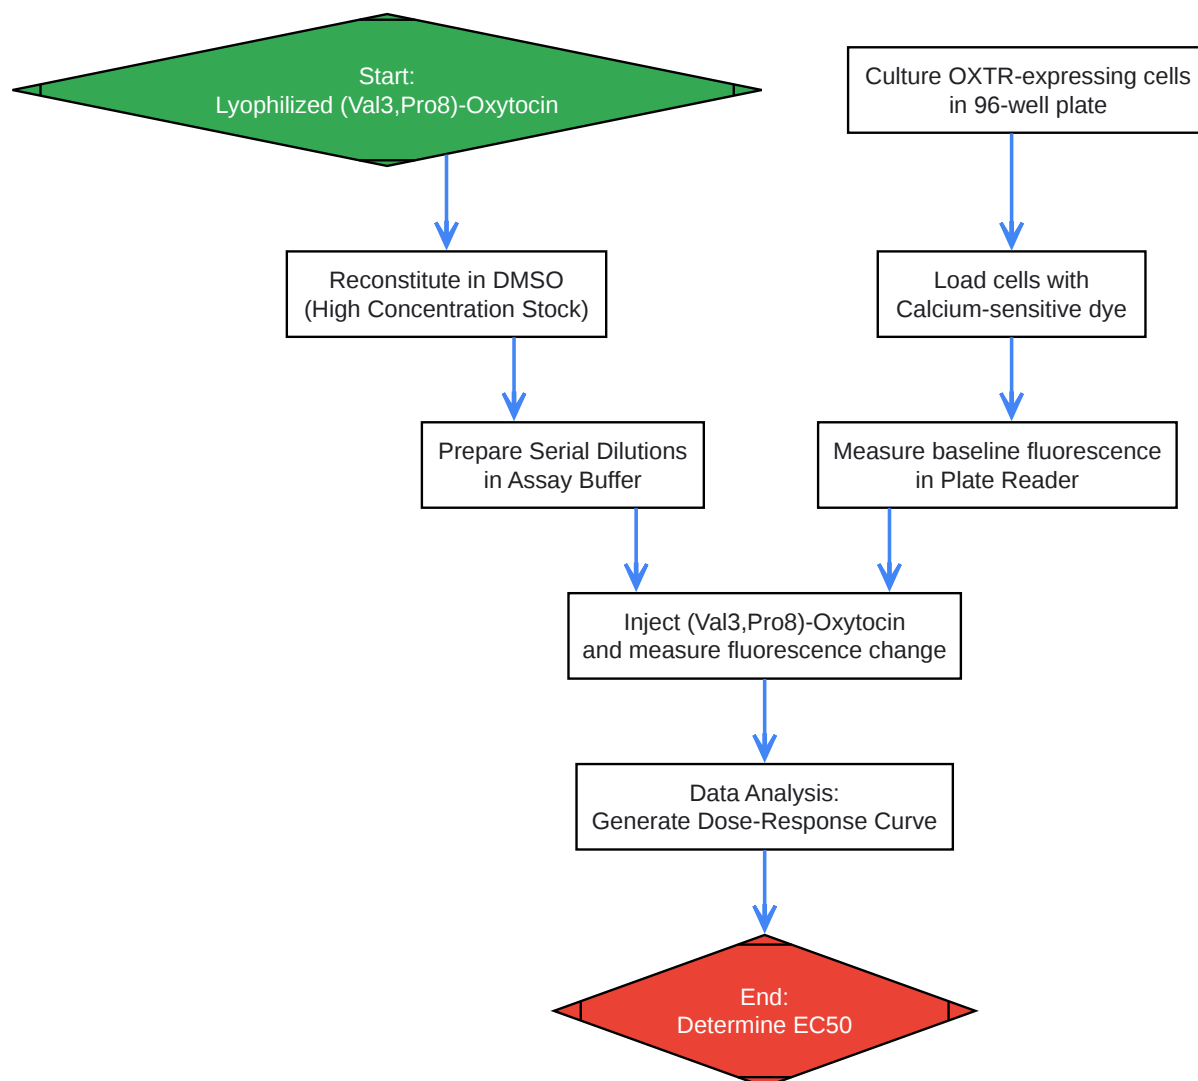 Start:
Lyophilized (Val3,Pro8)-Oxytocin
Culture OXTR-expressing cells
in 96-well plate
Reconstitute in DMSO
(High Concentration Stock)
Load cells with
Calcium-sensitive dye
Prepare Serial Dilutions
in Assay Buffer
Measure baseline fluorescence
in Plate Reader
Inject (Val3,Pro8)-Oxytocin
and measure fluorescence change
Data Analysis:
Generate Dose-Response Curve
End:
Determine EC50